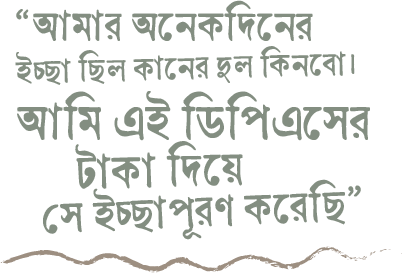 “আমার অনেকদিনের
ইচ্ছা ছিল কানের দুল কিনবো।
আমি এই ডিপিএসের
টাকা দিয়ে
সে ইচ্ছাপূরণ করেছি”